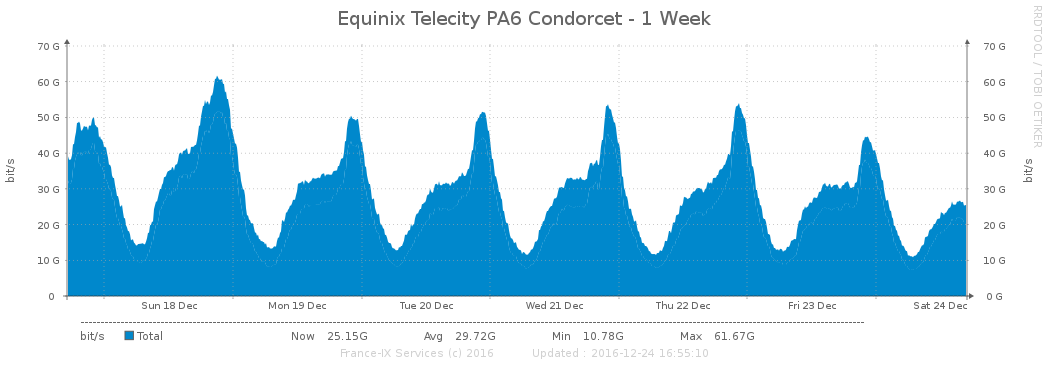 Equinix Telecity PA6 Condorcet - 1 Week
RRDTOOL / TOBI OETIKER
bit/s
70 G
60 G
50 G
40 G
30 G
20 G
10 G
0
70 G
60 G
50 G
40 G
30 G
20 G
10 G
0 G
bit/s
Sun 18 Dec Mon 19 Dec Tue 20 Dec Wed 21 Dec Thu 22 Dec Fri 23 Dec Sat 24 Dec
bit/s Total Now 25.15G Avg 29.72G Min 10.78G Max 61.67G
France-IX Services (c) 2016 Updated : 2016-12-24 16:55:10